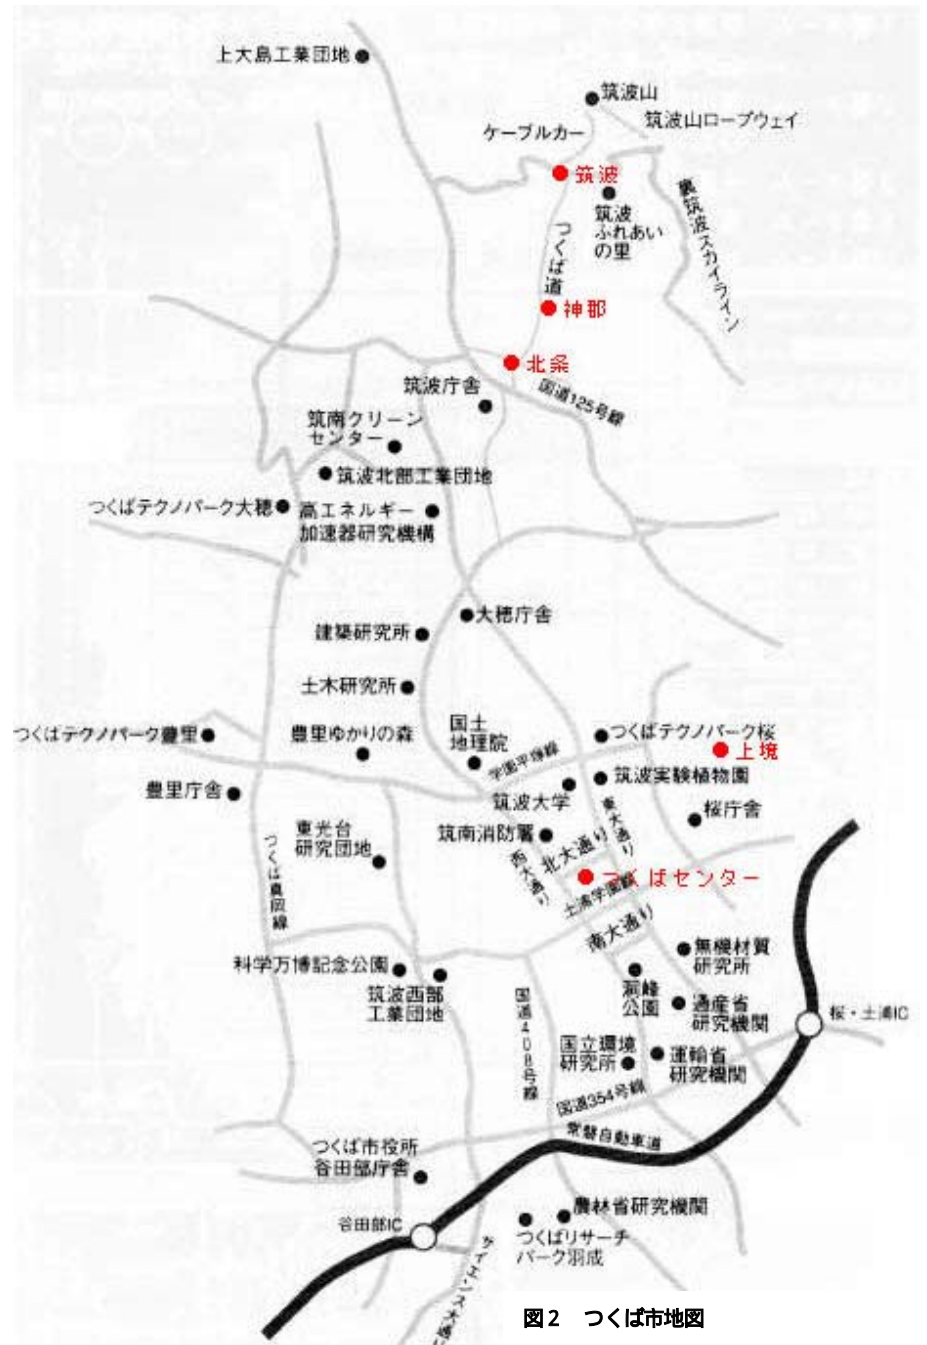 上大島工業団地
筑波山
筑波山ロープウェイ
ケーブルカー
筑波
筑波
ふれあい
の里
裏筑波スカイライン
つくば道
神郡
北条
国道125号線
筑波庁舎
筑南クリーン
センター
筑波北部工業団地
つくばテクノパーク大穂
高エネルギー
加速器研究機構
大穂庁舎
建築研究所
土木研究所
つくばテクノパーク豊里
豊里ゆかりの森
国土
地理院
つくばテクノパーク桜
上境
学園平塚線
筑波実験植物園
豊里庁舎
筑波大学
桜庁舎
東大通り
東光台
研究団地
筑南消防署
北大通り
西大通り
つくばセンター
土浦学園線
つくば真岡線
南大通り
無機材質
研究所
科学万博記念公園
筑波西部
工業団地
洞峰
公園
通産省
研究機関
桜・土浦IC
国道408号線
国立環境
研究所
運輸省
研究機関
国道354号線
常磐自動車道
つくば市役所
谷田部庁舎
農林省研究機関
谷田部IC
つくばリサーチ
パーク羽成
サイエンス大通り
図2 つくば市地図